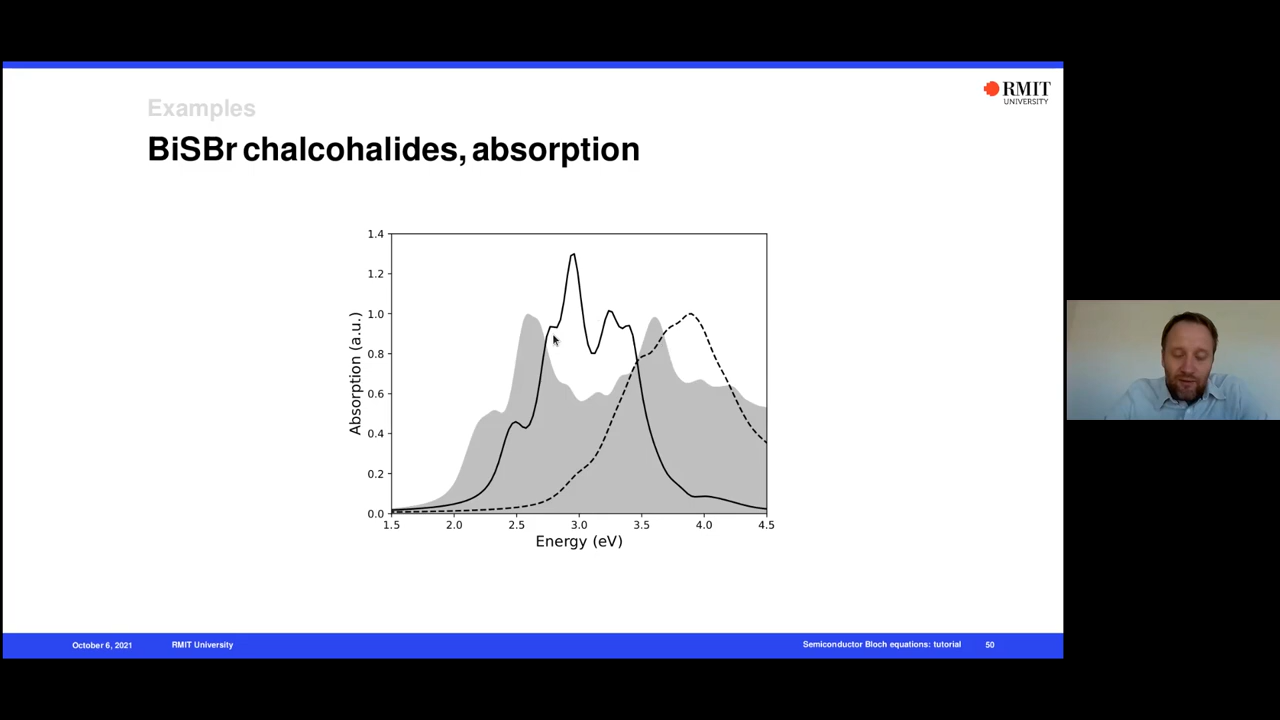 RMIT
UNIVERSITY
Examples
BiSBr chalcohalides, absorption
1.4
1.2
1.0
0.8
0.6
0.4
0.2
0.0
Absorption (a.u.)
1.5 2.0 2.5 3.0 3.5 4.0 4.5
Energy (eV)
October 6, 2021 RMIT University Semiconductor Bloch equations: tutorial 50